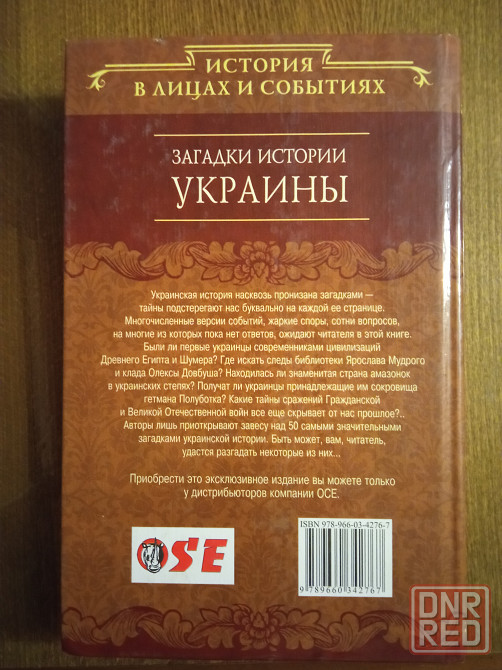 ИСТОРИЯ
В ЛИЦАХ И СОБЫТИЯХ
ЗАГАДКИ ИСТОРИИ
УКРАИНЫ
Украинская история насквозь пронизана загадками —
тайны подстерегают нас буквально на каждой ее странице.
Многочисленные версии событий, жаркие споры, сотни вопросов,
на многие из которых пока нет ответов, ожидают читателя в этой книге.
Были ли первые украинцы современниками цивилизаций
Древнего Египта и Шумера? Где искать следы библиотеки Ярослава Мудрого
и клада Олексы Довбуша? Находилась ли знаменитая страна амазонок
в украинских степях? Получат ли украинцы принадлежащие им сокровища
гетмана Полуботка? Какие тайны сражений Гражданской
и Великой Отечественной войн все еще скрывает от нас прошлое?..
Авторы лишь приоткрывают завесу над 50 самыми значительными
загадками украинской истории. Быть может, вам, читатель,
удастся разгадать некоторые из них...
Приобрести это эксклюзивное издание вы можете только
у дистрибьюторов компании ОСЕ.
OSE
ISBN 978-966-03-4276-7
9 789660 342767
DNR
RED